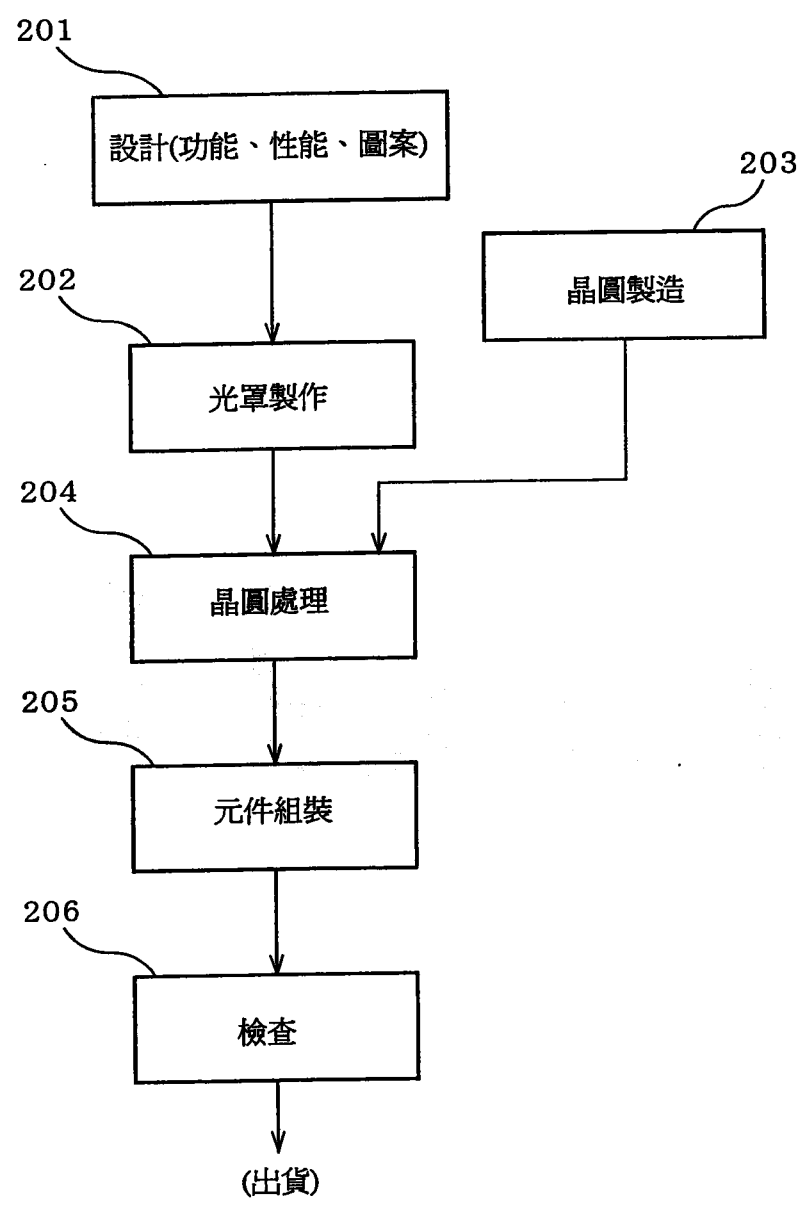 201
設計(功能、性能、圖案)
203
晶圓製造
202
光罩製作
204
晶圓處理
205
元件組裝
206
檢查
(出貨)